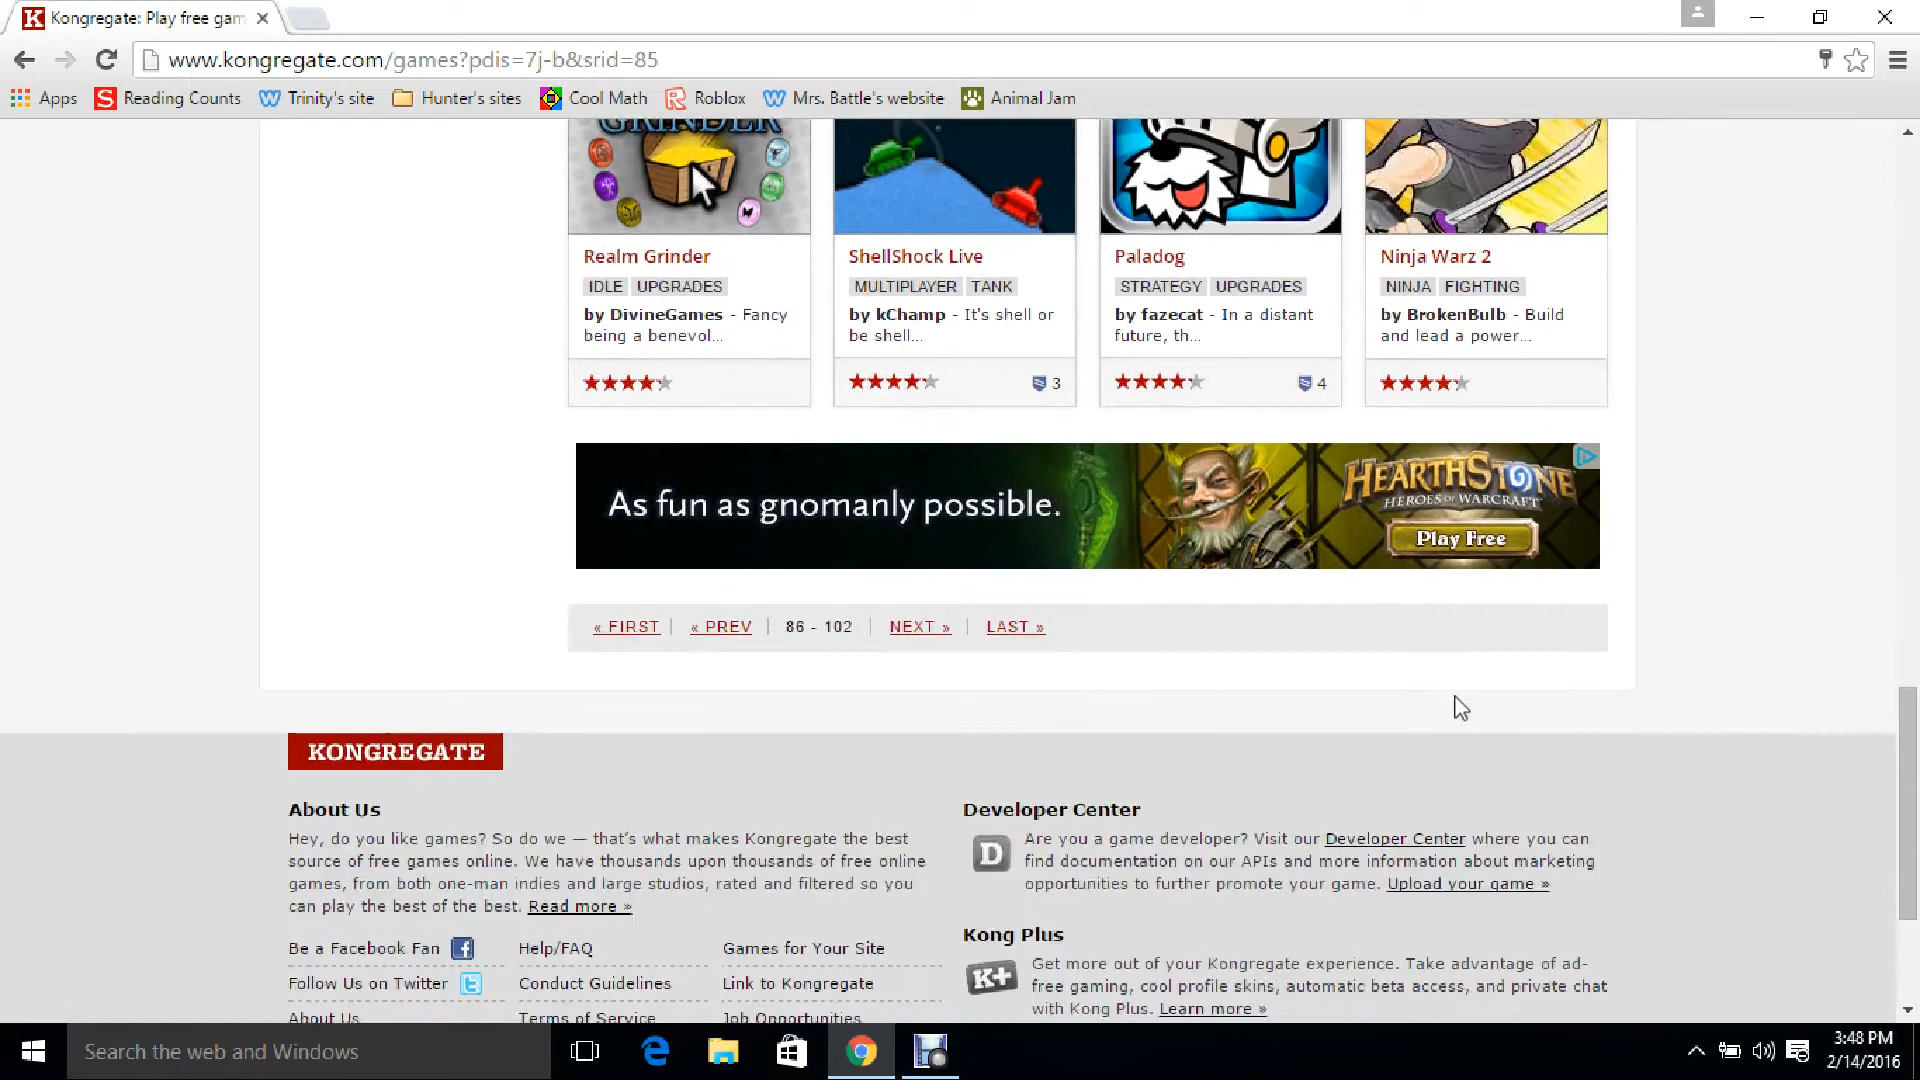 Kongregate: Play free gam
www.kongregate.com/games?pdis=7j-b&srid=85
Apps Reading Counts Trinity's site Hunter's sites Cool Math Roblox Mrs. Battle's website Animal Jam
GRINDER
Realm Grinder
IDLE UPGRADES
by DivineGames - Fancy
being a benevol...
ShellShock Live
MULTIPLAYER TANK
by kChamp - It's shell or
be shell...
3
Paladog
STRATEGY UPGRADES
by fazecat - In a distant
future, th...
4
Ninja Warz 2
NINJA FIGHTING
by BrokenBulb - Build
and lead a power...
As fun as gnomanly possible.
HEARTHSTONE
HEROES OF WARCRAFT
Play Free
« FIRST | « PREV | 86 - 102 | NEXT » | LAST »
KONGREGATE
About Us
Hey, do you like games? So do we — that's what makes Kongregate the best
source of free games online. We have thousands upon thousands of free online
games, from both one-man indies and large studios, rated and filtered so you
can play the best of the best. Read more »
Be a Facebook Fan Help/FAQ Games for Your Site
Follow Us on Twitter Conduct Guidelines Link to Kongregate
About Us Terms of Service Job Opportunities
Developer Center
D
Are you a game developer? Visit our Developer Center where you can
find documentation on our APIs and more information about marketing
opportunities to further promote your game. Upload your game »
Kong Plus
K+
Get more out of your Kongregate experience. Take advantage of ad-
free gaming, cool profile skins, automatic beta access, and private chat
with Kong Plus. Learn more »
Search the web and Windows
3:48 PM
2/14/2016